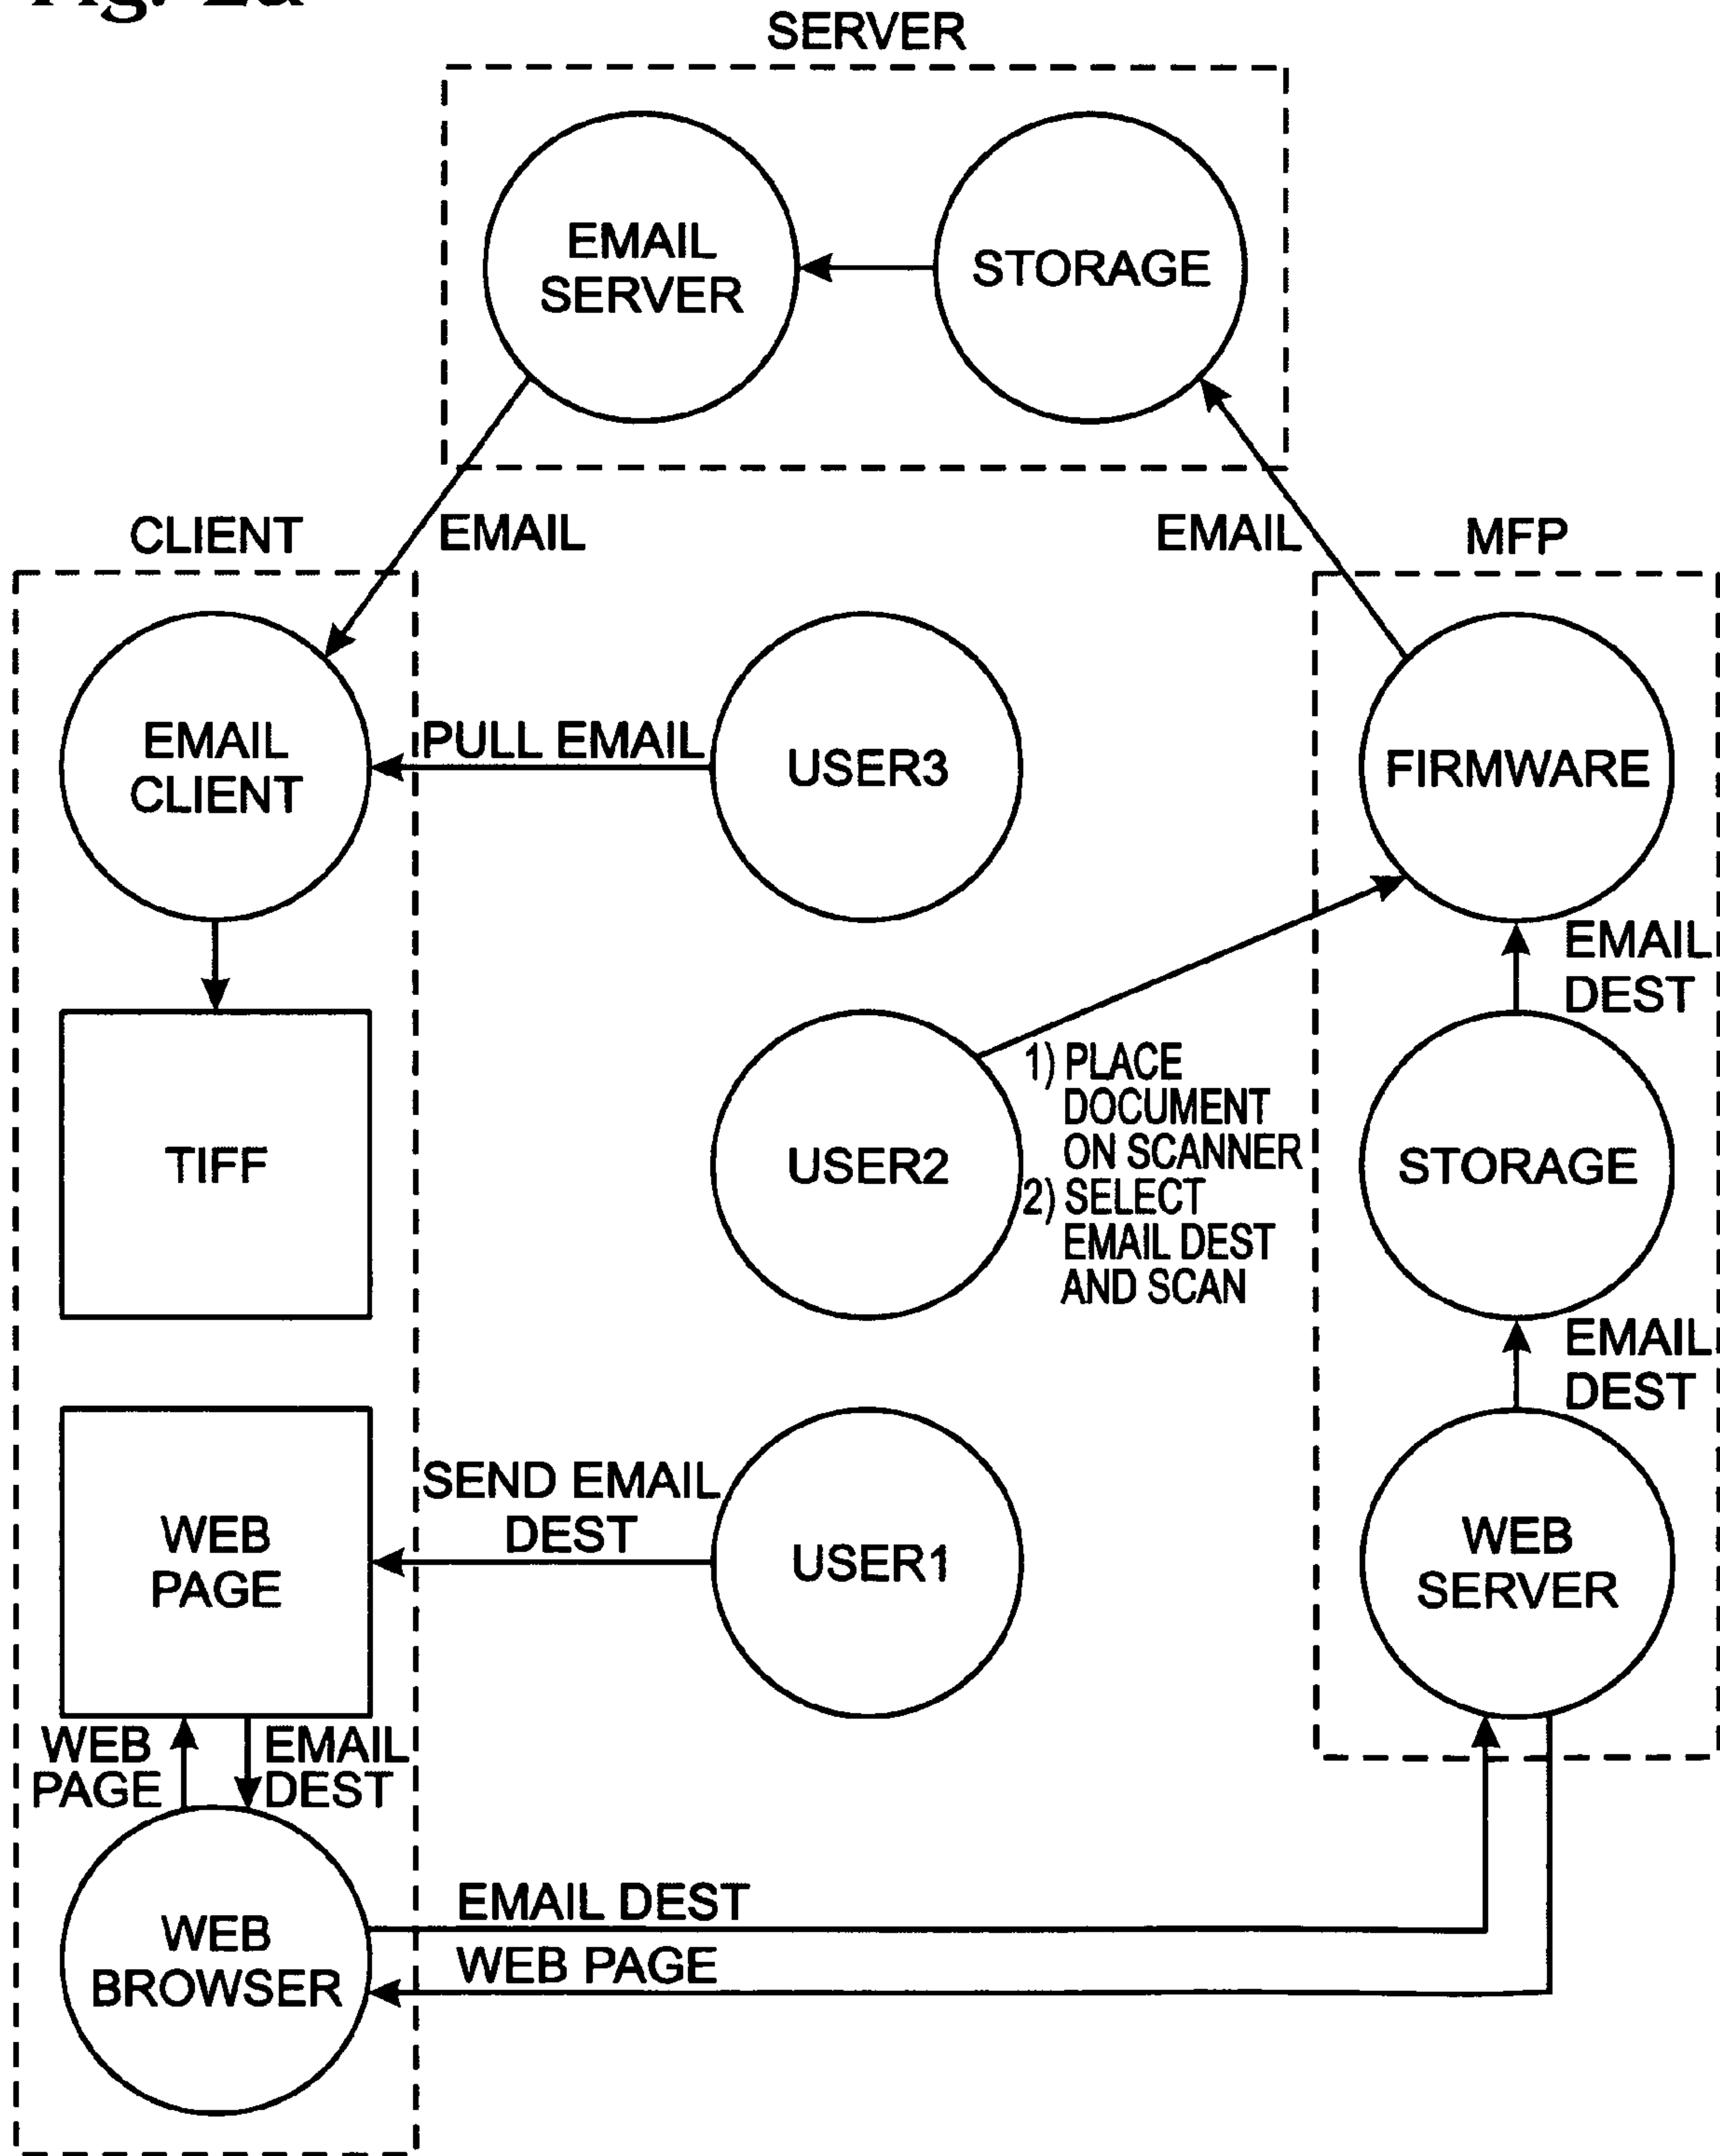 SERVER
EMAIL
SERVER
STORAGE
EMAIL
EMAIL
CLIENT
MFP
EMAIL
CLIENT
PULL EMAIL
USER3
FIRMWARE
EMAIL
DEST
TIFF
USER2
1) PLACE
DOCUMENT
ON SCANNER
2) SELECT
EMAIL DEST
AND SCAN
STORAGE
EMAIL
DEST
WEB
PAGE
SEND EMAIL
DEST
USER1
WEB
SERVER
WEB
PAGE
EMAIL
DEST
WEB
BROWSER
EMAIL DEST
WEB PAGE